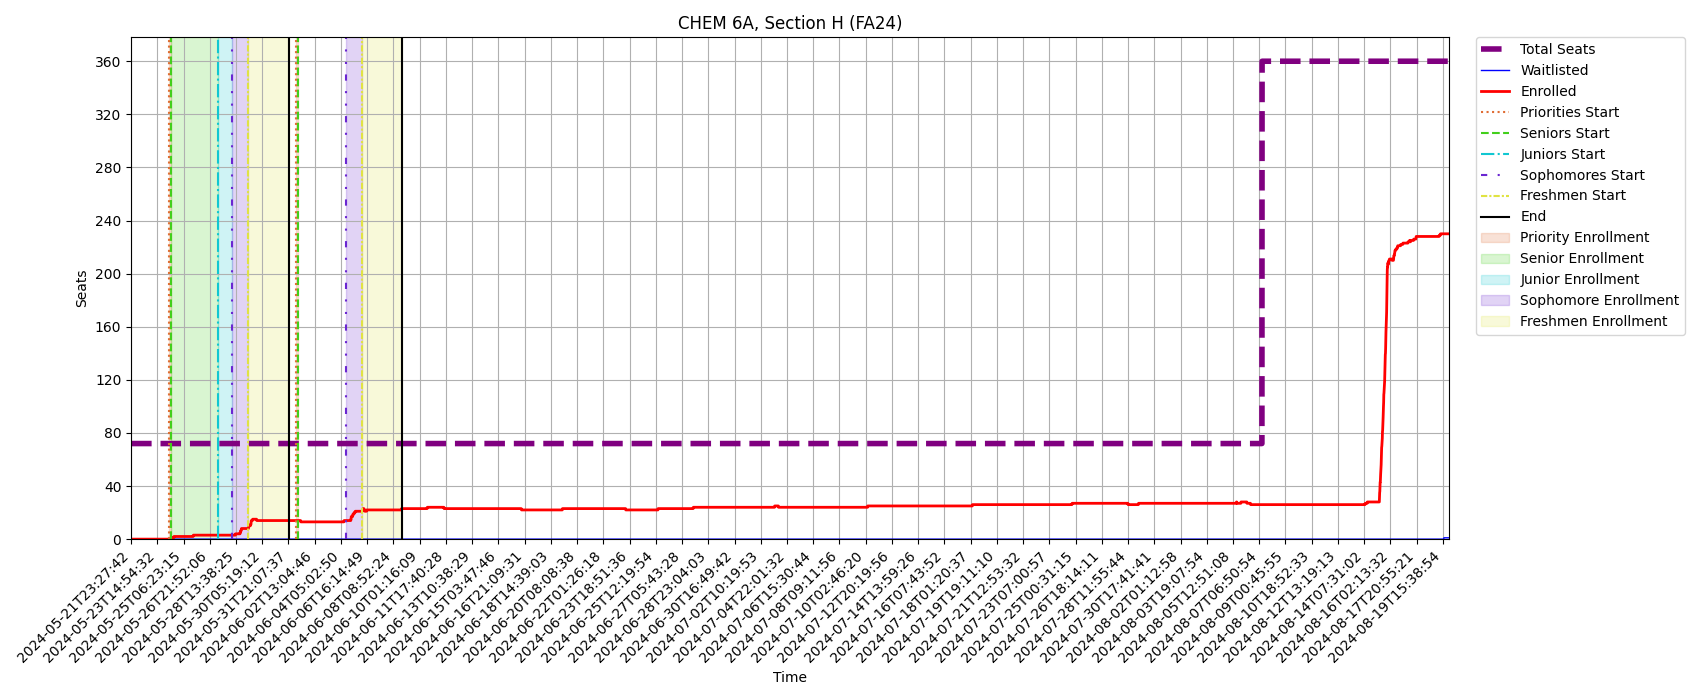 CHEM 6A, Section H (FA24)
Seats
360
320
280
240
200
160
120
80
40
0
2024-05-21T23:27:42
2024-05-23T14:54:32
2024-05-25T06:23:15
2024-05-26T21:52:06
2024-05-28T13:38:25
2024-05-30T05:19:12
2024-05-31T21:07:37
2024-06-02T13:04:46
2024-06-04T05:02:50
2024-06-06T16:14:49
2024-06-08T08:52:24
2024-06-10T01:16:09
2024-06-11T17:40:28
2024-06-13T10:38:29
2024-06-15T03:47:46
2024-06-16T21:09:31
2024-06-18T14:39:03
2024-06-20T08:08:38
2024-06-22T01:26:18
2024-06-23T18:51:36
2024-06-25T12:19:54
2024-06-27T05:43:28
2024-06-28T23:04:03
2024-06-30T16:49:42
2024-07-02T10:19:53
2024-07-04T22:01:32
2024-07-06T15:30:44
2024-07-08T09:11:56
2024-07-10T02:46:20
2024-07-12T20:19:56
2024-07-14T13:59:26
2024-07-16T07:43:52
2024-07-18T01:20:37
2024-07-19T19:11:10
2024-07-21T12:53:32
2024-07-23T07:00:57
2024-07-25T00:31:15
2024-07-26T18:14:11
2024-07-28T11:55:44
2024-07-30T17:41:41
2024-08-02T01:12:58
2024-08-03T19:07:54
2024-08-05T12:51:08
2024-08-07T06:50:54
2024-08-09T00:45:55
2024-08-10T18:52:33
2024-08-12T13:19:13
2024-08-14T07:31:02
2024-08-16T02:13:32
2024-08-17T20:55:21
2024-08-19T15:38:54
Time
Total Seats
Waitlisted
Enrolled
Priorities Start
Seniors Start
Juniors Start
Sophomores Start
Freshmen Start
End
Priority Enrollment
Senior Enrollment
Junior Enrollment
Sophomore Enrollment
Freshmen Enrollment